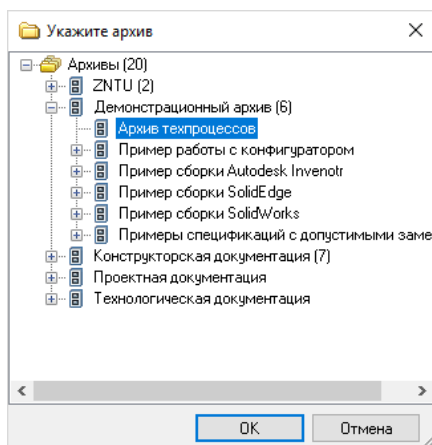 Укажите архив
Архивы (20)
ZNTU (2)
Демонстрационный архив (6)
Архив техпроцессов
Пример работы с конфигуратором
Пример сборки Autodesk Invenotr
Пример сборки SolidEdge
Пример сборки SolidWorks
Примеры спецификаций с допустимыми заме
Конструкторская документация (7)
Проектная документация
Технологическая документация
OK
Отмена